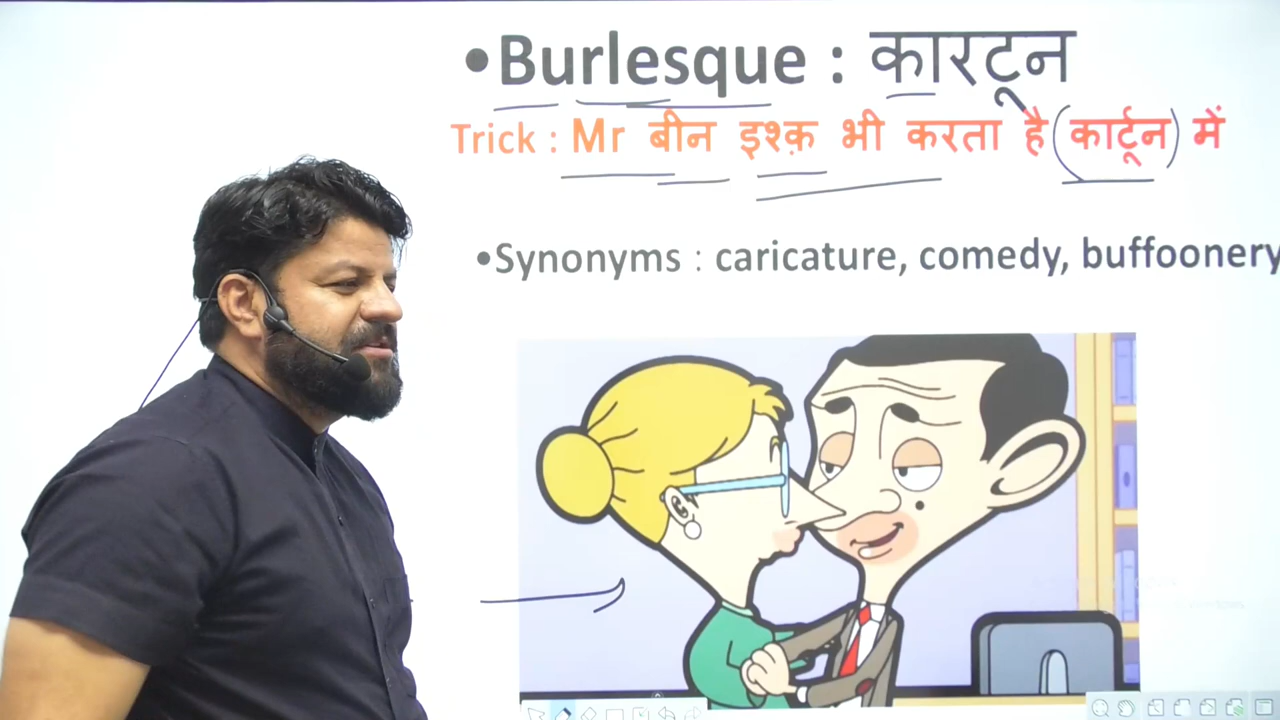 •Burlesque : कारटून
Trick : Mr बीन इश्क़ भी करता है (कार्टून) में
•Synonyms : caricature, comedy, buffoonery